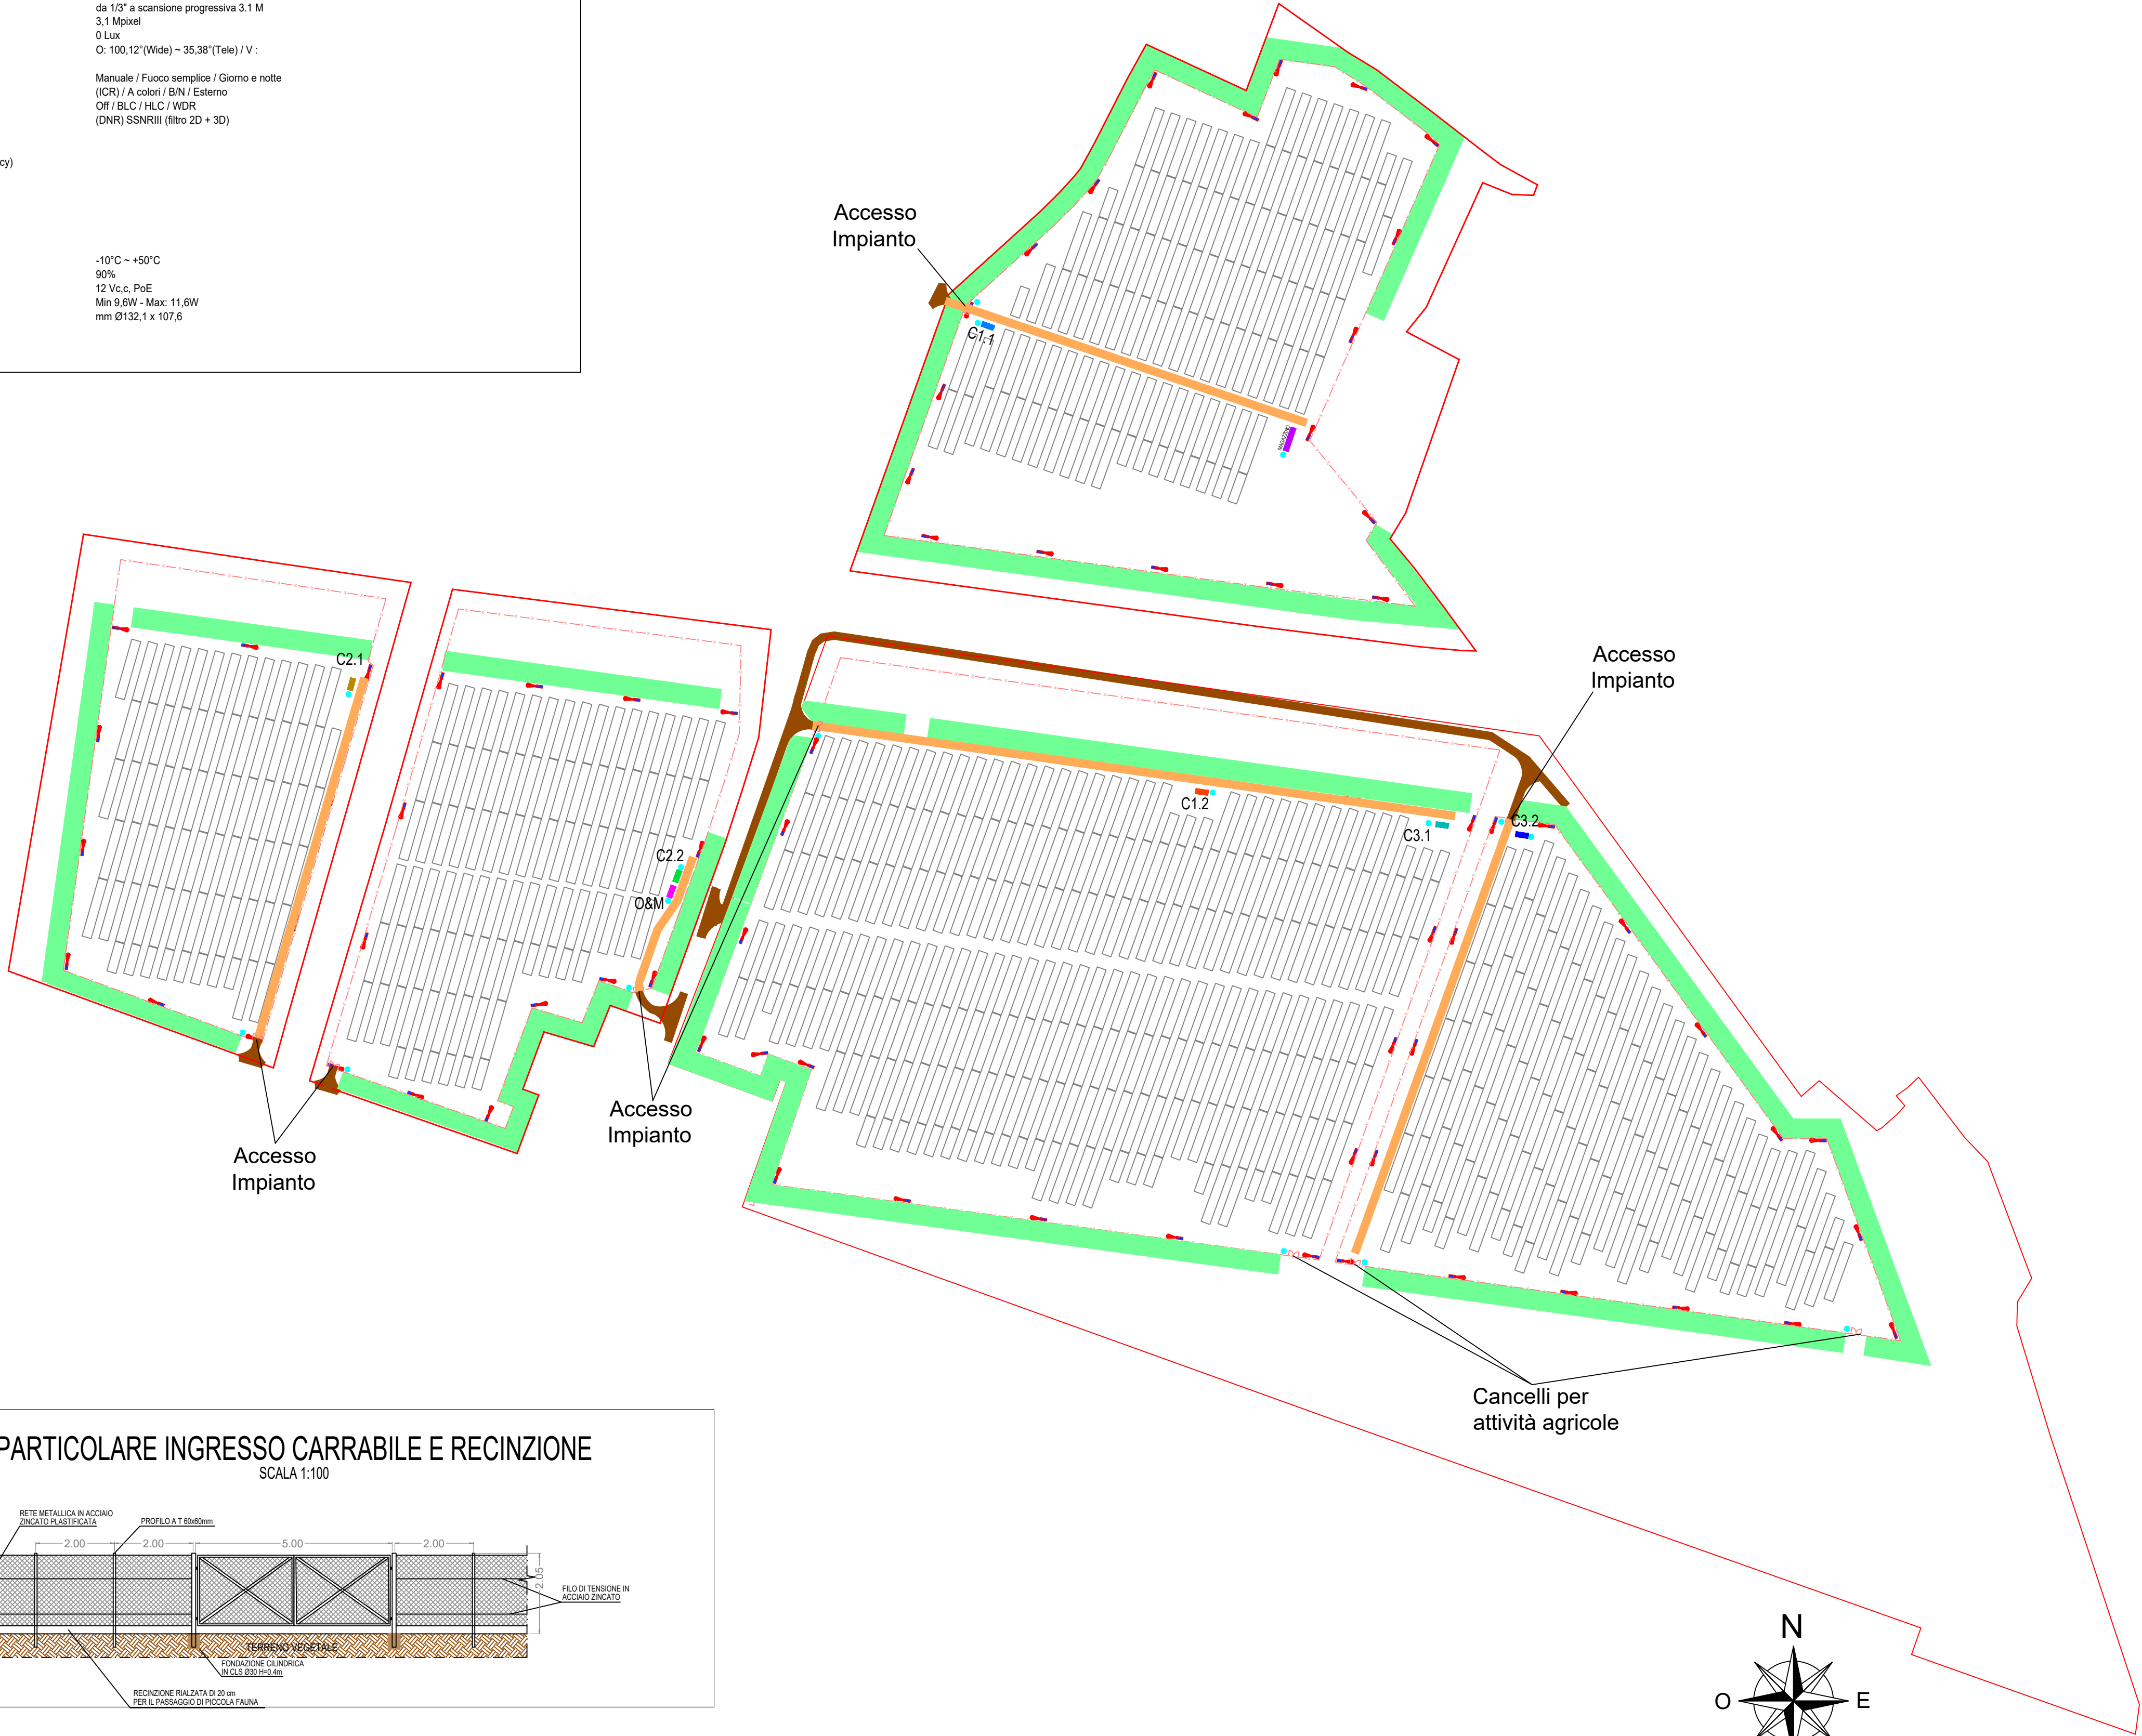 da 1/3" a scansione progressiva 3.1 M
3,1 Mpixel
0 Lux
O: 100,12°(Wide) ~ 35,38°(Tele) / V :
Manuale / Fuoco semplice / Giorno e notte
(ICR) / A colori / B/N / Esterno
Off / BLC / HLC / WDR
(DNR) SSNRIII (filtro 2D + 3D)
cy)
-10°C ~ +50°C
90%
12 Vc,c, PoE
Min 9,6W - Max: 11,6W
mm Ø132,1 x 107,6
Accesso
Impianto
C1.1
MAGAZZINO
Accesso
Impianto
C2.1
C1.2
C3.1
C3.2
C2.2
O&M
Accesso
Impianto
Accesso
Impianto
Cancelli per
attività agricole
PARTICOLARE INGRESSO CARRABILE E RECINZIONE
SCALA 1:100
RETE METALLICA IN ACCIAIO
ZINCATO PLASTIFICATA
PROFILO A T 60x60mm
2.00
2.00
5.00
2.00
2.05
FILO DI TENSIONE IN
ACCIAIO ZINCATO
TERRENO VEGETALE
FONDAZIONE CILINDRICA
IN CLS Ø30 H=0.4m
RECINZIONE RIALZATA DI 20 cm
PER IL PASSAGGIO DI PICCOLA FAUNA
N
O
E